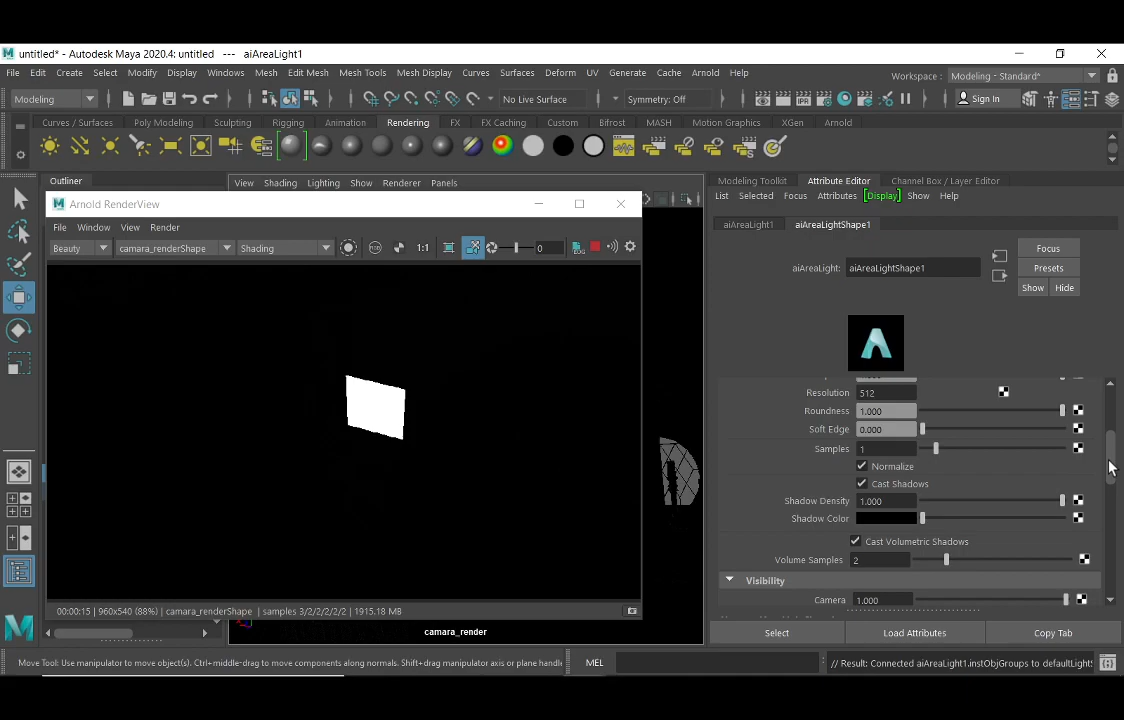 untitled* - Autodesk Maya 2020.4: untitled --- aiAreaLight1
File Edit Create Select Modify Display Windows Mesh Edit Mesh Mesh Tools Mesh Display Curves Surfaces Deform UV Generate Cache Arnold Help
Workspace : Modeling - Standard*
Modeling
No Live Surface
Symmetry: Off
IPR
Sign In
Curves / Surfaces Poly Modeling Sculpting Rigging Animation Rendering FX FX Caching Custom Bifrost MASH Motion Graphics XGen Arnold
Outliner
View Shading Lighting Show Renderer Panels
Modeling Toolkit Attribute Editor Channel Box / Layer Editor
List Selected Focus Attributes [Display] Show Help
Arnold RenderView
File Window View Render
Beauty
camara_renderShape
Shading
1:1
0
aiAreaLight1 aiAreaLightShape1
Focus
aiAreaLight: aiAreaLightShape1
Presets
Show Hide
Resolution 512
Roundness 1.000
Soft Edge 0.000
Samples 1
Normalize
Cast Shadows
Shadow Density 1.000
Shadow Color
Cast Volumetric Shadows
Volume Samples 2
Visibility
Camera 1.000
00:00:15 | 960x540 (88%) | camara_renderShape | samples 3/2/2/2/2/2 | 1915.18 MB
camara_render
Select Load Attributes Copy Tab
Move Tool: Use manipulator to move object(s). Ctrl+middle-drag to move components along normals. Shift+drag manipulator axis or plane handle
MEL
// Result: Connected aiAreaLight1.instObjGroups to defaultLightS